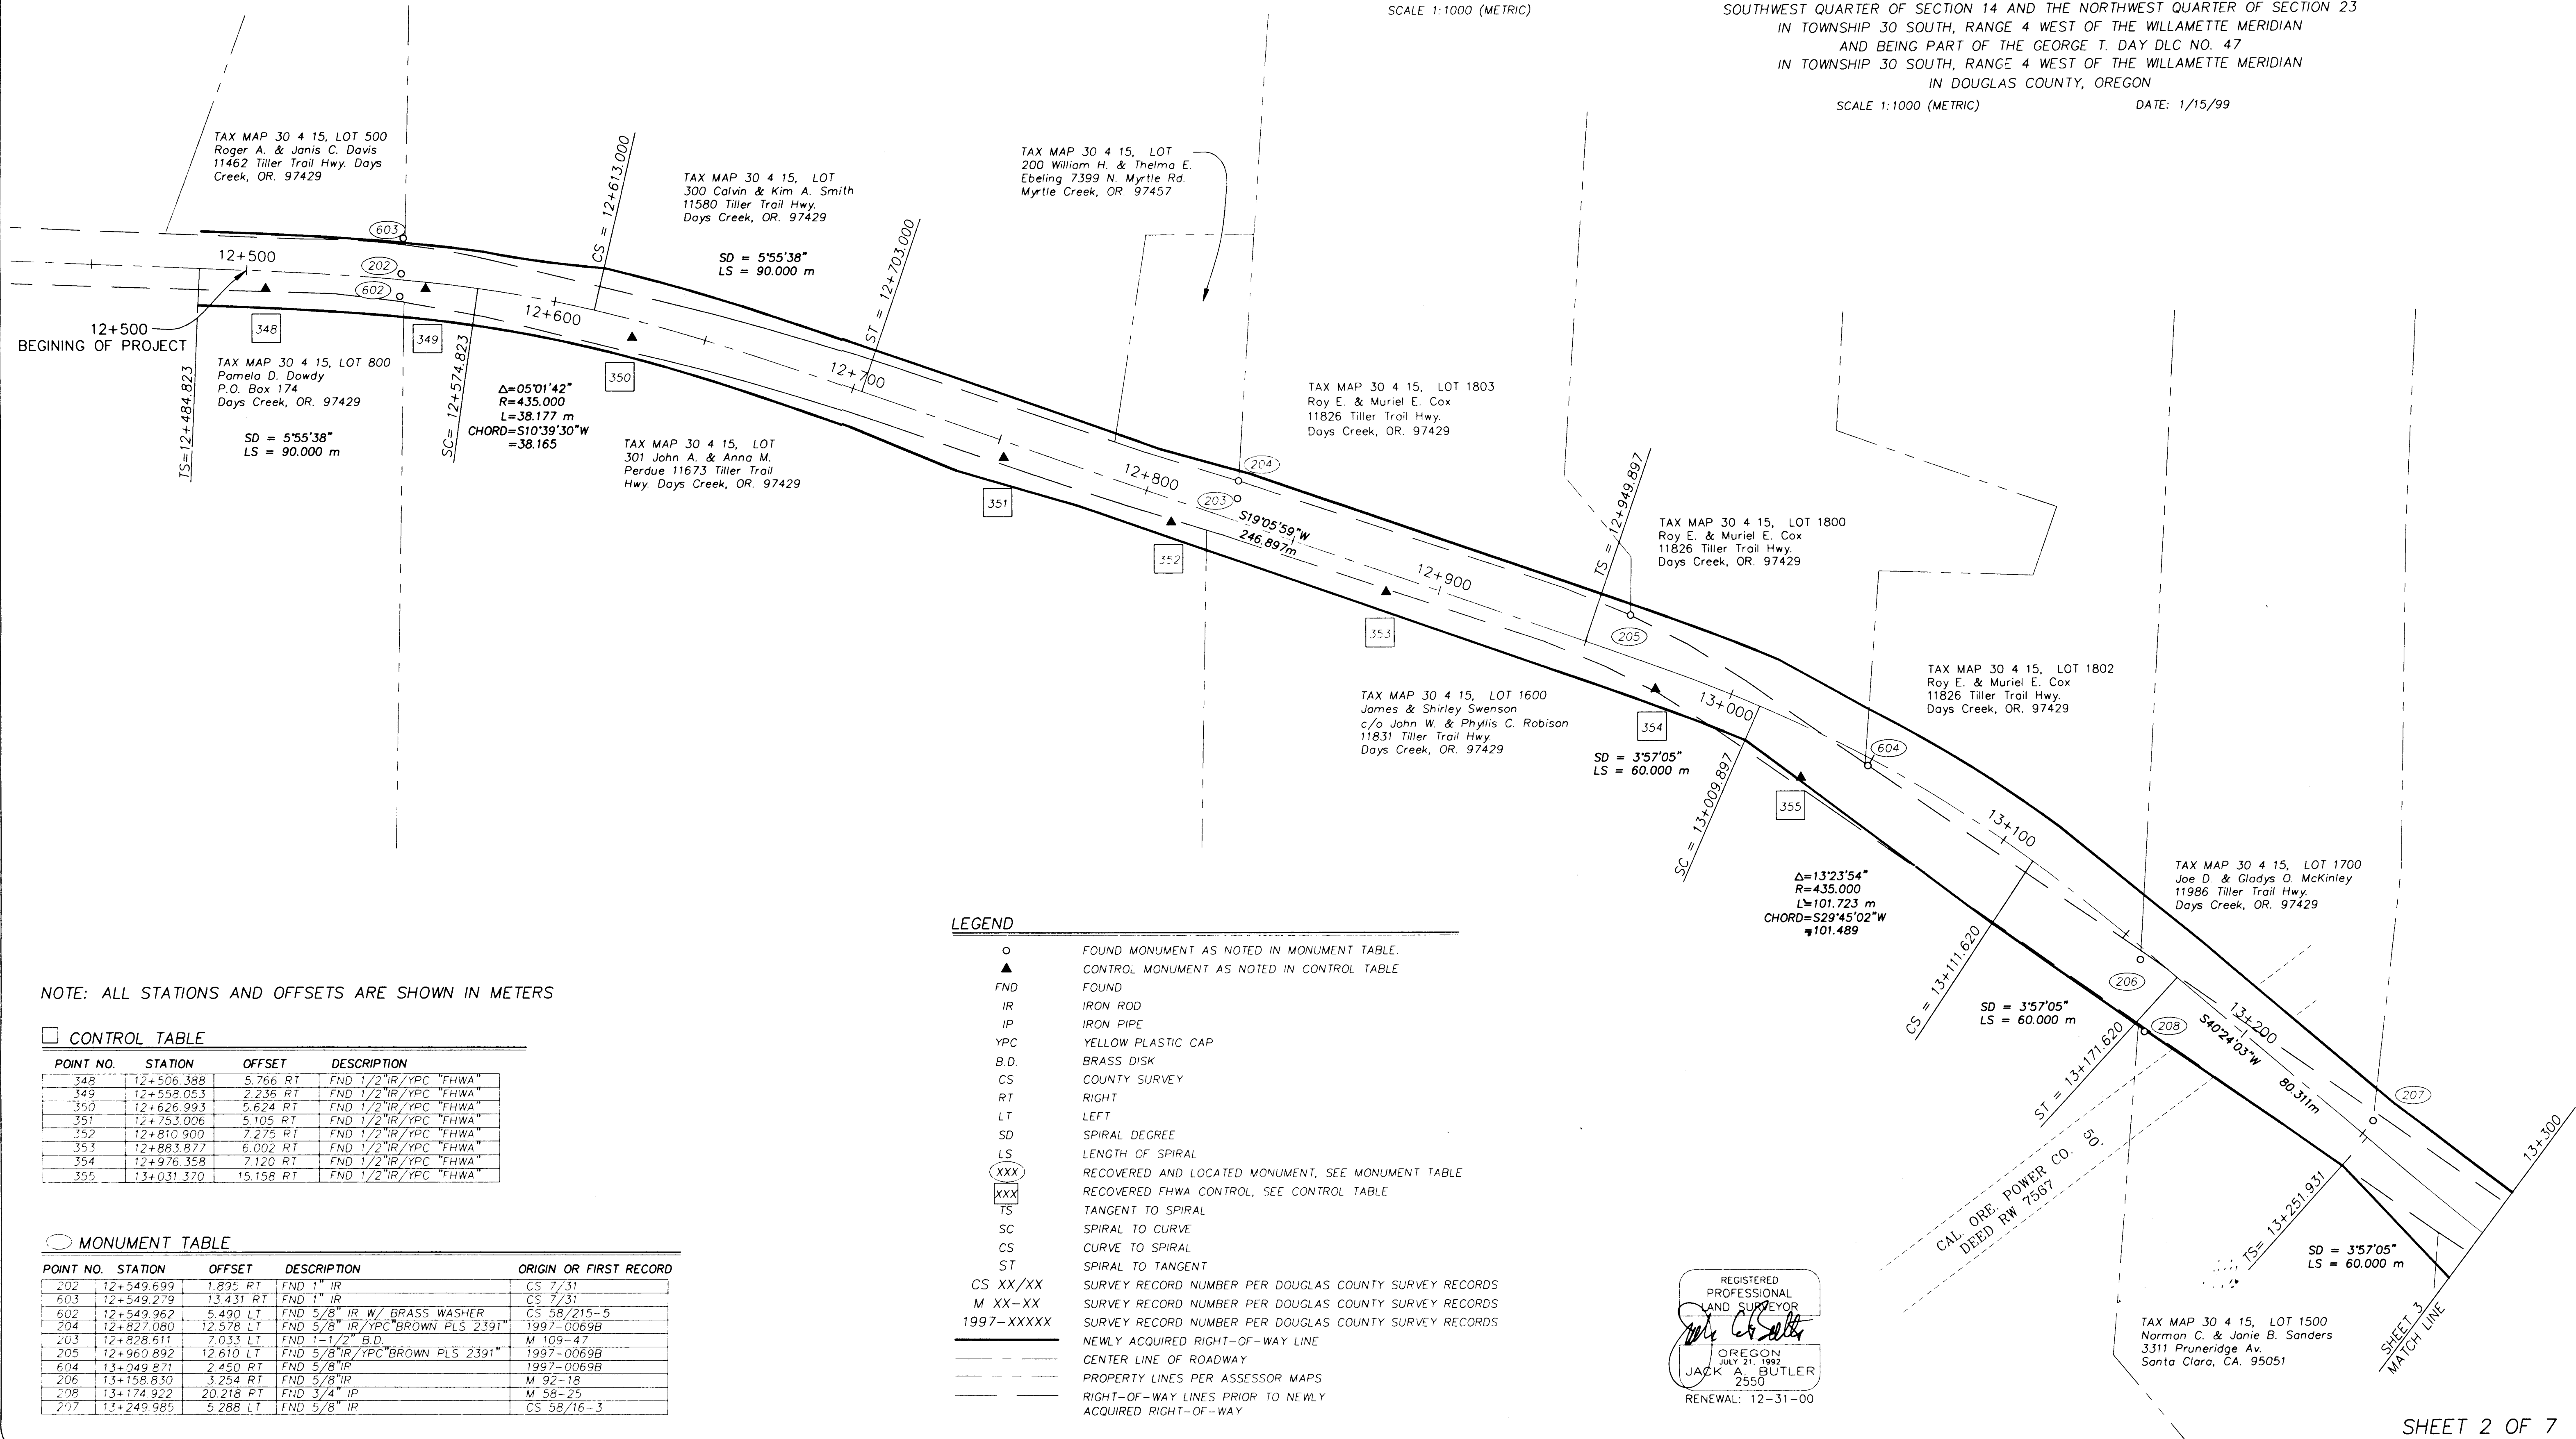 SCALE 1:1000 (METRIC)
SOUTHWEST QUARTER OF SECTION 14 AND THE NORTHWEST QUARTER OF SECTION 23
IN TOWNSHIP 30 SOUTH, RANGE 4 WEST OF THE WILLAMETTE MERIDIAN
AND BEING PART OF THE GEORGE T. DAY DLC NO. 47
IN TOWNSHIP 30 SOUTH, RANGE 4 WEST OF THE WILLAMETTE MERIDIAN
IN DOUGLAS COUNTY, OREGON
SCALE 1:1000 (METRIC) DATE: 1/15/99
TAX MAP 30 4 15, LOT 500
Roger A. & Janis C. Davis
11462 Tiller Trail Hwy. Days
Creek, OR. 97429
603
202
602
12+500
12+500
BEGINING OF PROJECT
348
349
TS=12+484.823
TAX MAP 30 4 15, LOT 800
Pamela D. Dowdy
P.O. Box 174
Days Creek, OR. 97429
SD = 5°55'38"
LS = 90.000 m
SC= 12+574.823
CS = 12+613.000
12+600
350
Δ=05°01'42"
R=435.000
L=38.177 m
CHORD=S10°39'30"W
=38.165
TAX MAP 30 4 15, LOT
300 Calvin & Kim A. Smith
11580 Tiller Trail Hwy.
Days Creek, OR. 97429
SD = 5°55'38"
LS = 90.000 m
ST = 12+703.000
12+700
TAX MAP 30 4 15, LOT
301 John A. & Anna M.
Perdue 11673 Tiller Trail
Hwy. Days Creek, OR. 97429
TAX MAP 30 4 15, LOT
200 William H. & Thelma E.
Ebeling 7399 N. Myrtle Rd.
Myrtle Creek, OR. 97457
351
12+800
352
204
203
S19°05'59"W
246.897m
TAX MAP 30 4 15, LOT 1803
Roy E. & Muriel E. Cox
11826 Tiller Trail Hwy.
Days Creek, OR. 97429
12+900
353
TS = 12+949.897
205
TAX MAP 30 4 15, LOT 1800
Roy E. & Muriel E. Cox
11826 Tiller Trail Hwy.
Days Creek, OR. 97429
TAX MAP 30 4 15, LOT 1600
James & Shirley Swenson
c/o John W. & Phyllis C. Robison
11831 Tiller Trail Hwy.
Days Creek, OR. 97429
354
13+000
SD = 3°57'05"
LS = 60.000 m
SC = 13+009.897
355
604
TAX MAP 30 4 15, LOT 1802
Roy E. & Muriel E. Cox
11826 Tiller Trail Hwy.
Days Creek, OR. 97429
13+100
Δ=13°23'54"
R=435.000
L=101.723 m
CHORD=S29°45'02"W
=101.489
CS = 13+111.620
TAX MAP 30 4 15, LOT 1700
Joe D. & Gladys O. McKinley
11986 Tiller Trail Hwy.
Days Creek, OR. 97429
206
208
SD = 3°57'05"
LS = 60.000 m
ST = 13+171.620
13+200
S40°24'03"W
80.311m
207
13+300
CAL. ORE. POWER CO. 50'
DEED RW 7567
TS= 13+251.931
SD = 3°57'05"
LS = 60.000 m
SHEET 3
MATCH LINE
TAX MAP 30 4 15, LOT 1500
Norman C. & Janie B. Sanders
3311 Pruneridge Av.
Santa Clara, CA. 95051
NOTE: ALL STATIONS AND OFFSETS ARE SHOWN IN METERS
CONTROL TABLE
POINT NO. STATION OFFSET DESCRIPTION
348 12+506.388 5.766 RT FND 1/2"IR/YPC "FHWA"
349 12+558.053 2.236 RT FND 1/2"IR/YPC "FHWA"
350 12+626.993 5.624 RT FND 1/2"IR/YPC "FHWA"
351 12+753.006 5.105 RT FND 1/2"IR/YPC "FHWA"
352 12+810.900 7.275 RT FND 1/2"IR/YPC "FHWA"
353 12+883.877 6.002 RT FND 1/2"IR/YPC "FHWA"
354 12+976.358 7.120 RT FND 1/2"IR/YPC "FHWA"
355 13+031.370 15.158 RT FND 1/2"IR/YPC "FHWA"
MONUMENT TABLE
POINT NO. STATION OFFSET DESCRIPTION ORIGIN OR FIRST RECORD
202 12+549.699 1.895 RT FND 1" IR CS 7/31
603 12+549.279 13.431 RT FND 1" IR CS 7/31
602 12+549.962 5.490 LT FND 5/8" IR W/ BRASS WASHER CS 58/215-5
204 12+827.080 12.578 LT FND 5/8" IR/YPC"BROWN PLS 2391" 1997-0069B
203 12+828.611 7.033 LT FND 1-1/2" B.D. M 109-47
205 12+960.892 12.610 LT FND 5/8"IR/YPC"BROWN PLS 2391" 1997-0069B
604 13+049.871 2.450 RT FND 5/8"IP 1997-0069B
206 13+158.830 3.254 RT FND 5/8"IR M 92-18
208 13+174.922 20.218 RT FND 3/4" IP M 58-25
207 13+249.985 5.288 LT FND 5/8" IR CS 58/16-3
LEGEND
FOUND MONUMENT AS NOTED IN MONUMENT TABLE.
CONTROL MONUMENT AS NOTED IN CONTROL TABLE
FND FOUND
IR IRON ROD
IP IRON PIPE
YPC YELLOW PLASTIC CAP
B.D. BRASS DISK
CS COUNTY SURVEY
RT RIGHT
LT LEFT
SD SPIRAL DEGREE
LS LENGTH OF SPIRAL
XXX RECOVERED AND LOCATED MONUMENT, SEE MONUMENT TABLE
XXX RECOVERED FHWA CONTROL, SEE CONTROL TABLE
TS TANGENT TO SPIRAL
SC SPIRAL TO CURVE
CS CURVE TO SPIRAL
ST SPIRAL TO TANGENT
CS XX/XX SURVEY RECORD NUMBER PER DOUGLAS COUNTY SURVEY RECORDS
M XX-XX SURVEY RECORD NUMBER PER DOUGLAS COUNTY SURVEY RECORDS
1997-XXXXX SURVEY RECORD NUMBER PER DOUGLAS COUNTY SURVEY RECORDS
NEWLY ACQUIRED RIGHT-OF-WAY LINE
CENTER LINE OF ROADWAY
PROPERTY LINES PER ASSESSOR MAPS
RIGHT-OF-WAY LINES PRIOR TO NEWLY
ACQUIRED RIGHT-OF-WAY
REGISTERED
PROFESSIONAL
LAND SURVEYOR
OREGON
JULY 21, 1992
JACK A. BUTLER
2550
RENEWAL: 12-31-00
SHEET 2 OF 7